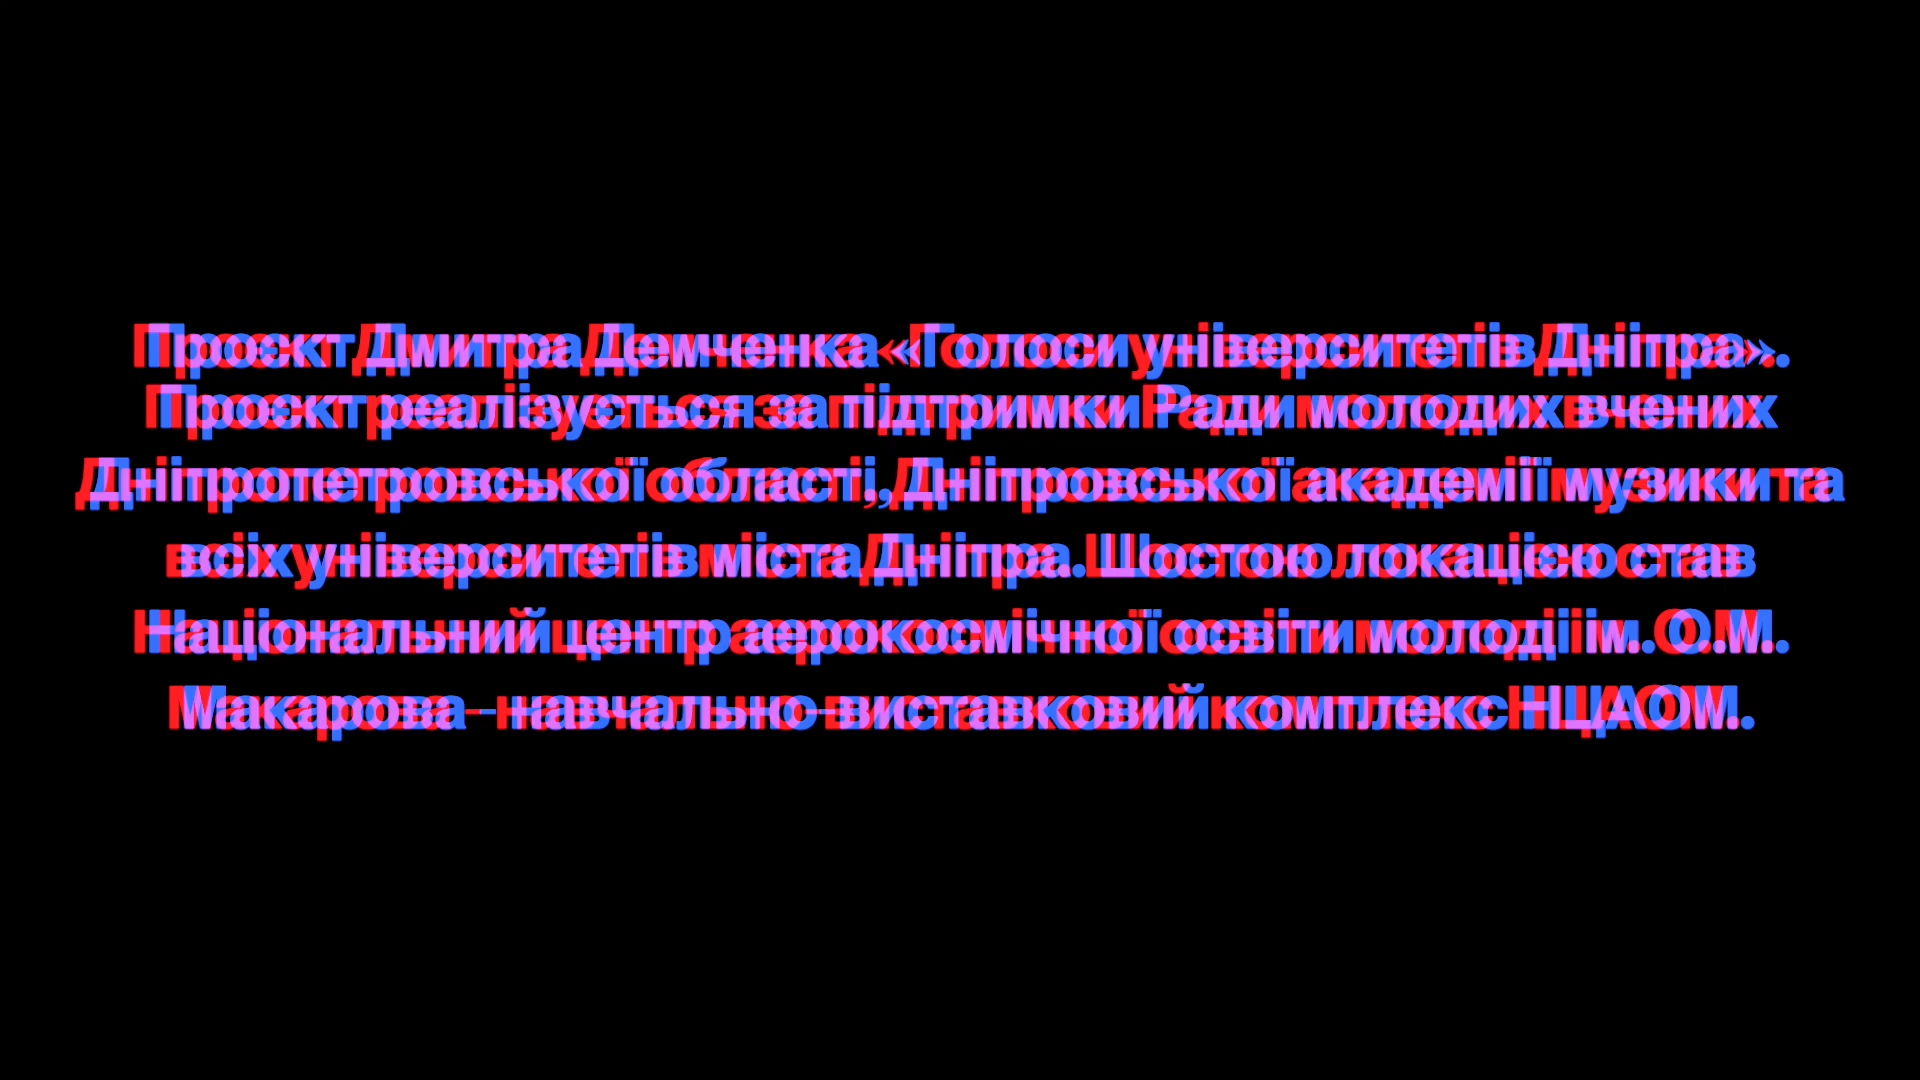 Проєкт Дмитра Демченка «Голоси університетів Дніпра».
Проєкт реалізується за підтримки Ради молодих вчених
Дніпропетровської області, Дніпровської академії музики та
всіх університетів міста Дніпра. Шостою локацією став
Національний центр аерокосмічної освіти молоді ім. О.М.
Макарова - навчально-виставковий комплекс НЦАОМ.